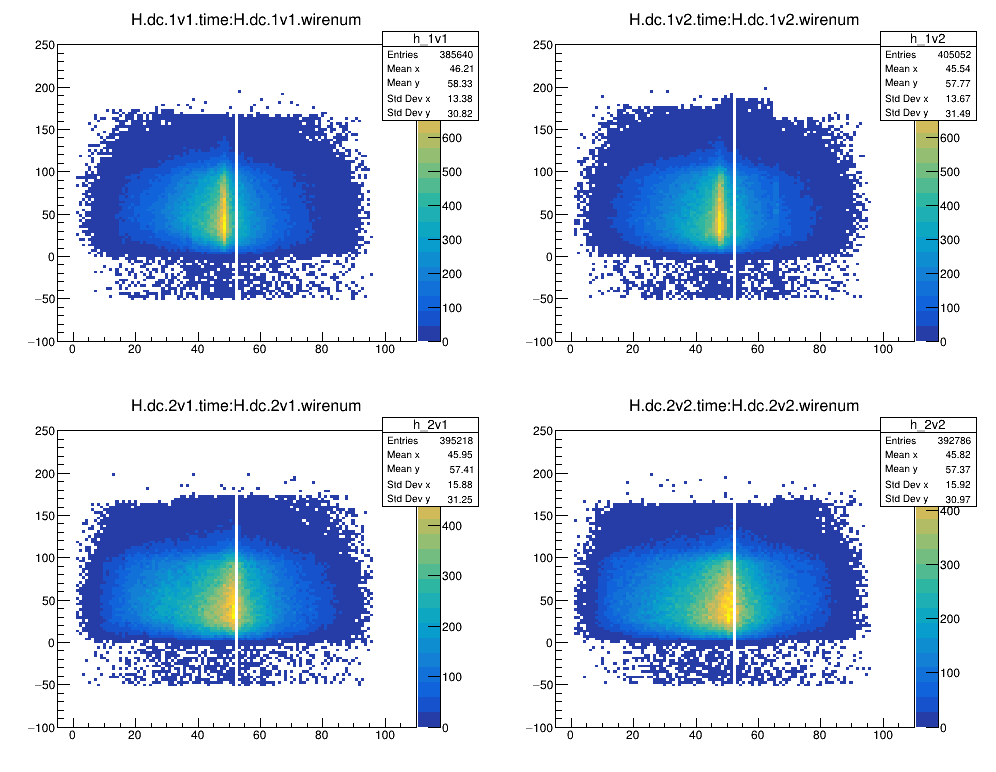 H.dc.1v1.time:H.dc.1v1.wirenum
h_1v1
Entries 385640
Mean x 46.21
Mean y 58.33
Std Dev x 13.38
Std Dev y 30.82
250
200
150
100
50
0
−50
−100
0 20 40 60 80 100
600
500
400
300
200
100
0
H.dc.1v2.time:H.dc.1v2.wirenum
h_1v2
Entries 405052
Mean x 45.54
Mean y 57.77
Std Dev x 13.67
Std Dev y 31.49
250
200
150
100
50
0
−50
−100
0 20 40 60 80 100
600
500
400
300
200
100
0
H.dc.2v1.time:H.dc.2v1.wirenum
h_2v1
Entries 395218
Mean x 45.95
Mean y 57.41
Std Dev x 15.88
Std Dev y 31.25
250
200
150
100
50
0
−50
−100
0 20 40 60 80 100
400
300
200
100
0
H.dc.2v2.time:H.dc.2v2.wirenum
h_2v2
Entries 392786
Mean x 45.82
Mean y 57.37
Std Dev x 15.92
Std Dev y 30.97
250
200
150
100
50
0
−50
−100
0 20 40 60 80 100
400
300
200
100
0